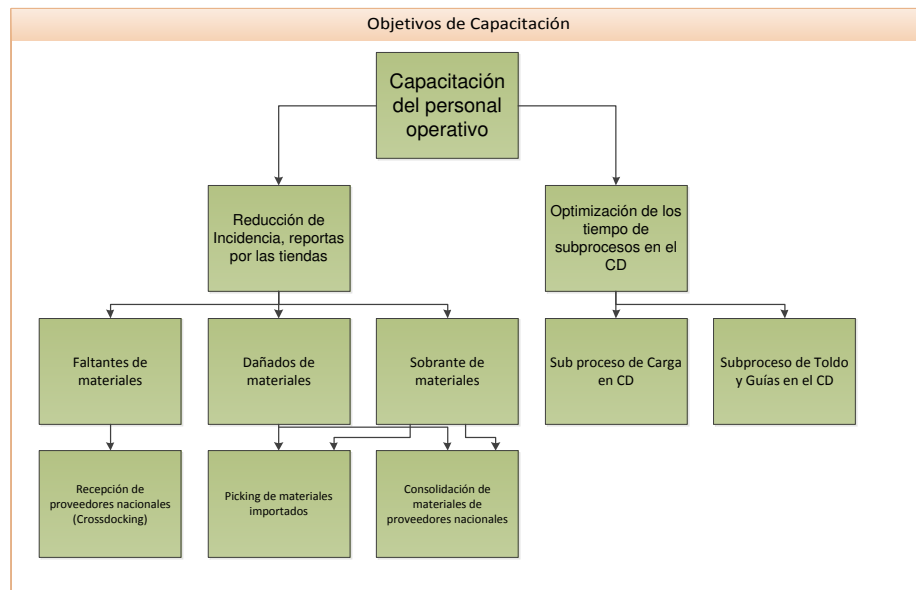 Objetivos de Capacitación
Capacitación
del personal
operativo
Reducción de
Incidencia, reportas
por las tiendas
Optimización de los
tiempo de
subprocesos en el
CD
Faltantes de
materiales
Dañados de
materiales
Sobrante de
materiales
Sub proceso de Carga
en CD
Subproceso de Toldo
y Guías en el CD
Recepción de
proveedores nacionales
(Crossdocking)
Picking de materiales
importados
Consolidación de
materiales de
proveedores nacionales